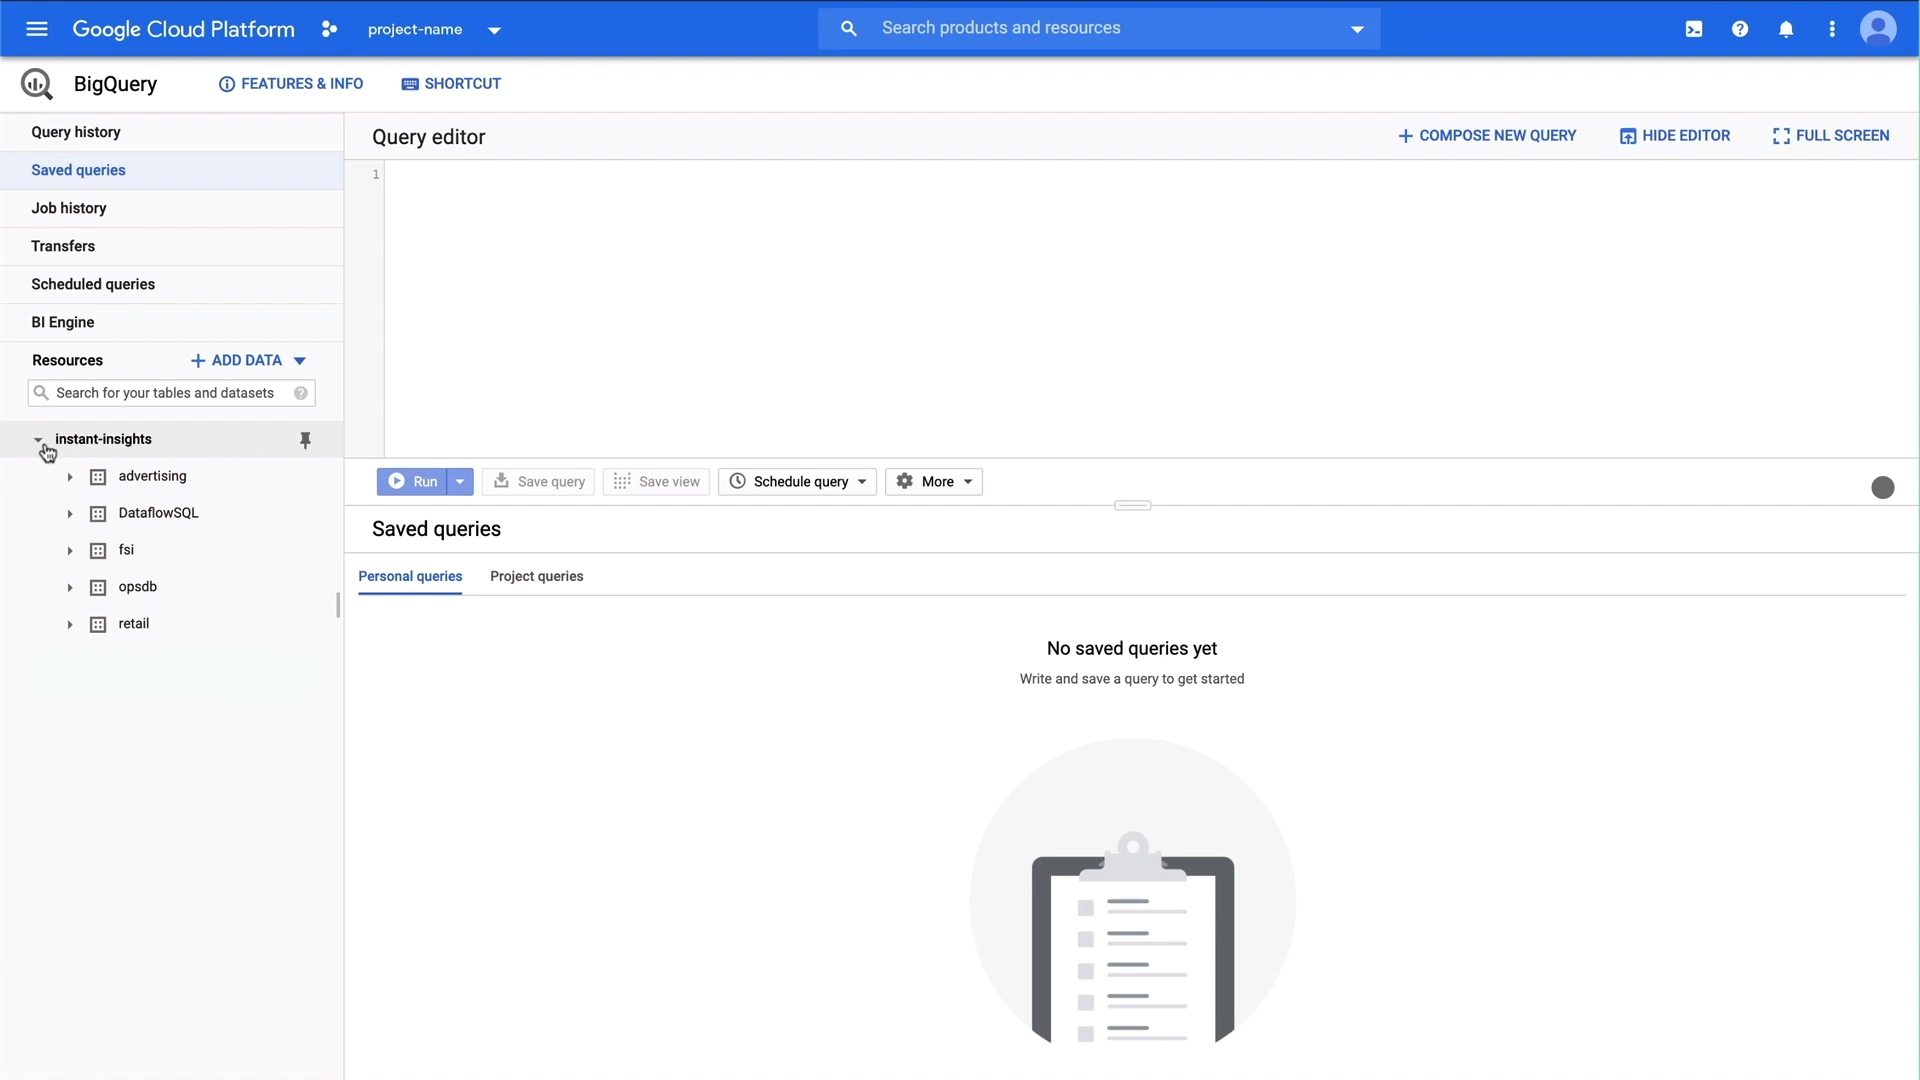 Google Cloud Platform
project-name
Search products and resources
BigQuery
FEATURES & INFO
SHORTCUT
Query history
Saved queries
Job history
Transfers
Scheduled queries
BI Engine
Resources
ADD DATA
Search for your tables and datasets
instant-insights
advertising
DataflowSQL
fsi
opsdb
retail
Query editor
COMPOSE NEW QUERY
HIDE EDITOR
FULL SCREEN
1
Run
Save query
Save view
Schedule query
More
Saved queries
Personal queries
Project queries
No saved queries yet
Write and save a query to get started